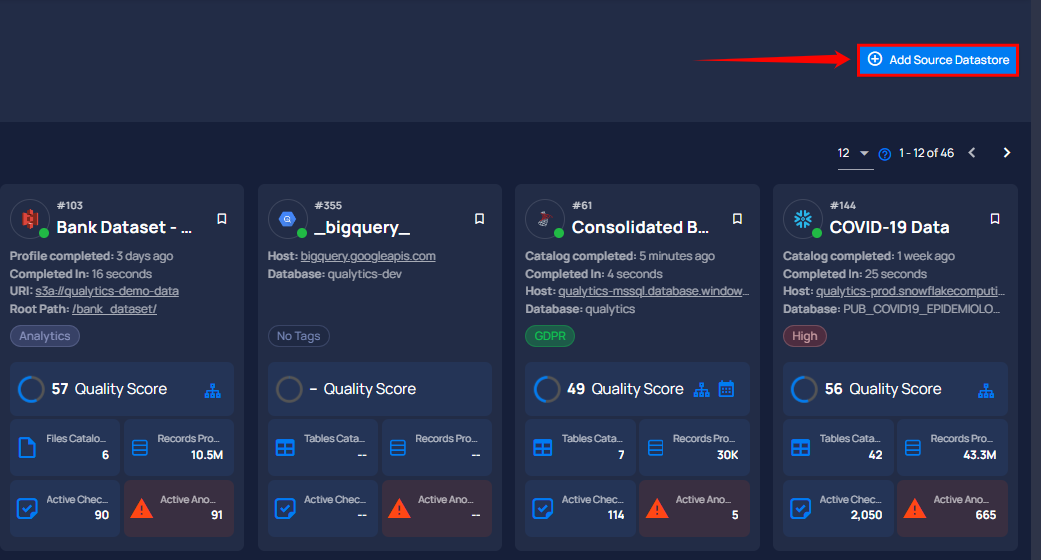 Add Source Datastore
12 1 - 12 of 46
#103
Bank Dataset - ...
Profile completed: 3 days ago
Completed In: 16 seconds
URI: s3a://qualytics-demo-data
Root Path: /bank_dataset/
Analytics
57 Quality Score
Files Catalo...
6
Records Pro...
10.5M
Active Chec...
90
Active Ano...
91
#355
_bigquery_
Host: bigquery.googleapis.com
Database: qualytics-dev
No Tags
– Quality Score
Tables Cata...
--
Records Pro...
--
Active Chec...
--
Active Ano...
--
#61
Consolidated B...
Catalog completed: 5 minutes ago
Completed In: 4 seconds
Host: qualytics-mssql.database.window...
Database: qualytics
GDPR
49 Quality Score
Tables Cata...
7
Records Pro...
30K
Active Chec...
114
Active Ano...
5
#144
COVID-19 Data
Catalog completed: 1 week ago
Completed In: 25 seconds
Host: qualytics-prod.snowflakecomputi...
Database: PUB_COVID19_EPIDEMIOLO...
High
56 Quality Score
Tables Cata...
42
Records Pro...
43.3M
Active Chec...
2,050
Active Ano...
665